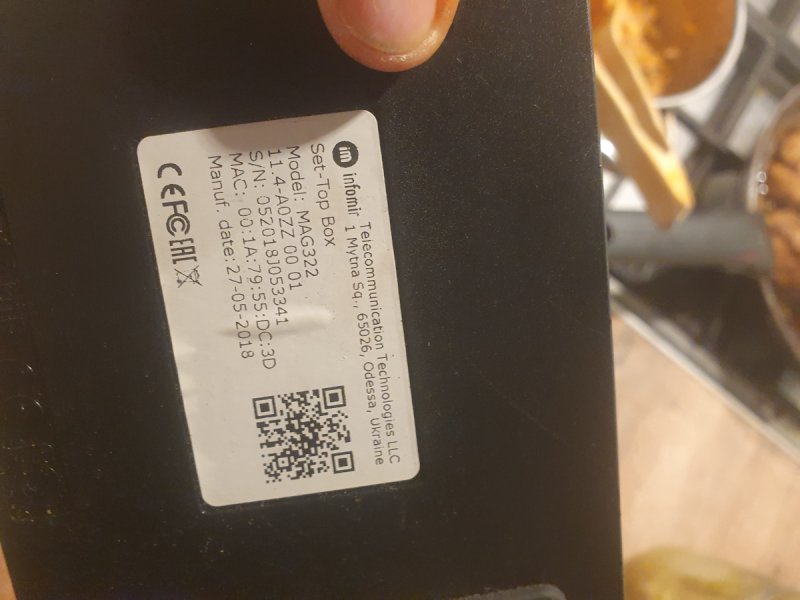 im infomir Telecommunication Technologies LLC
1 Mytna Sq., 65026, Odessa, Ukraine
Set-Top Box
Model: MAG322
11.4-A0ZZ 00 01
S/N: 052018J053341
MAC: 00:1A:79:55:DC:3D
Manuf. date: 27-05-2018
CE FC EAC